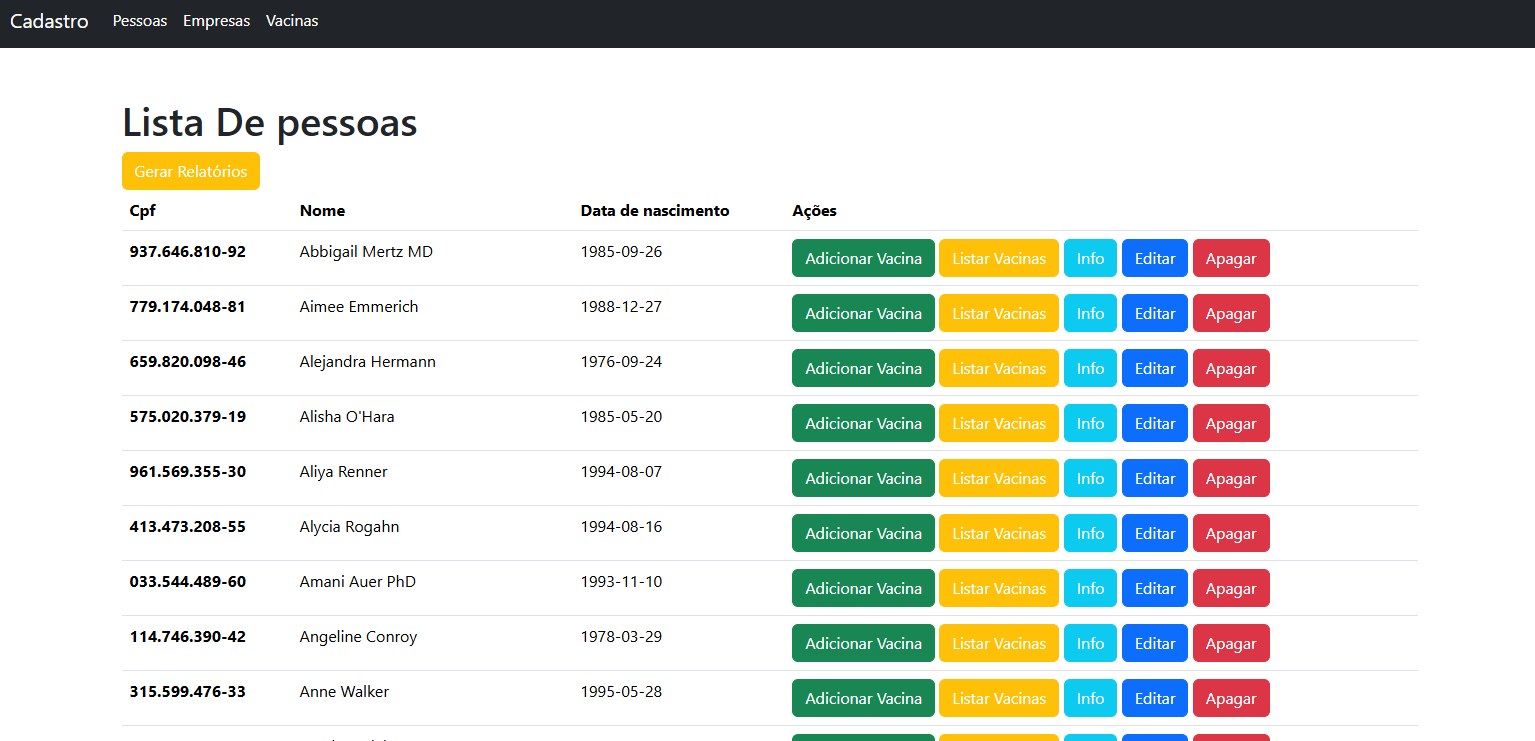 Cadastro Pessoas Empresas Vacinas
Lista De pessoas
Gerar Relatórios
Cpf Nome Data de nascimento Ações
937.646.810-92 Abbigail Mertz MD 1985-09-26 Adicionar Vacina Listar Vacinas Info Editar Apagar
779.174.048-81 Aimee Emmerich 1988-12-27 Adicionar Vacina Listar Vacinas Info Editar Apagar
659.820.098-46 Alejandra Hermann 1976-09-24 Adicionar Vacina Listar Vacinas Info Editar Apagar
575.020.379-19 Alisha O'Hara 1985-05-20 Adicionar Vacina Listar Vacinas Info Editar Apagar
961.569.355-30 Aliya Renner 1994-08-07 Adicionar Vacina Listar Vacinas Info Editar Apagar
413.473.208-55 Alycia Rogahn 1994-08-16 Adicionar Vacina Listar Vacinas Info Editar Apagar
033.544.489-60 Amani Auer PhD 1993-11-10 Adicionar Vacina Listar Vacinas Info Editar Apagar
114.746.390-42 Angeline Conroy 1978-03-29 Adicionar Vacina Listar Vacinas Info Editar Apagar
315.599.476-33 Anne Walker 1995-05-28 Adicionar Vacina Listar Vacinas Info Editar Apagar